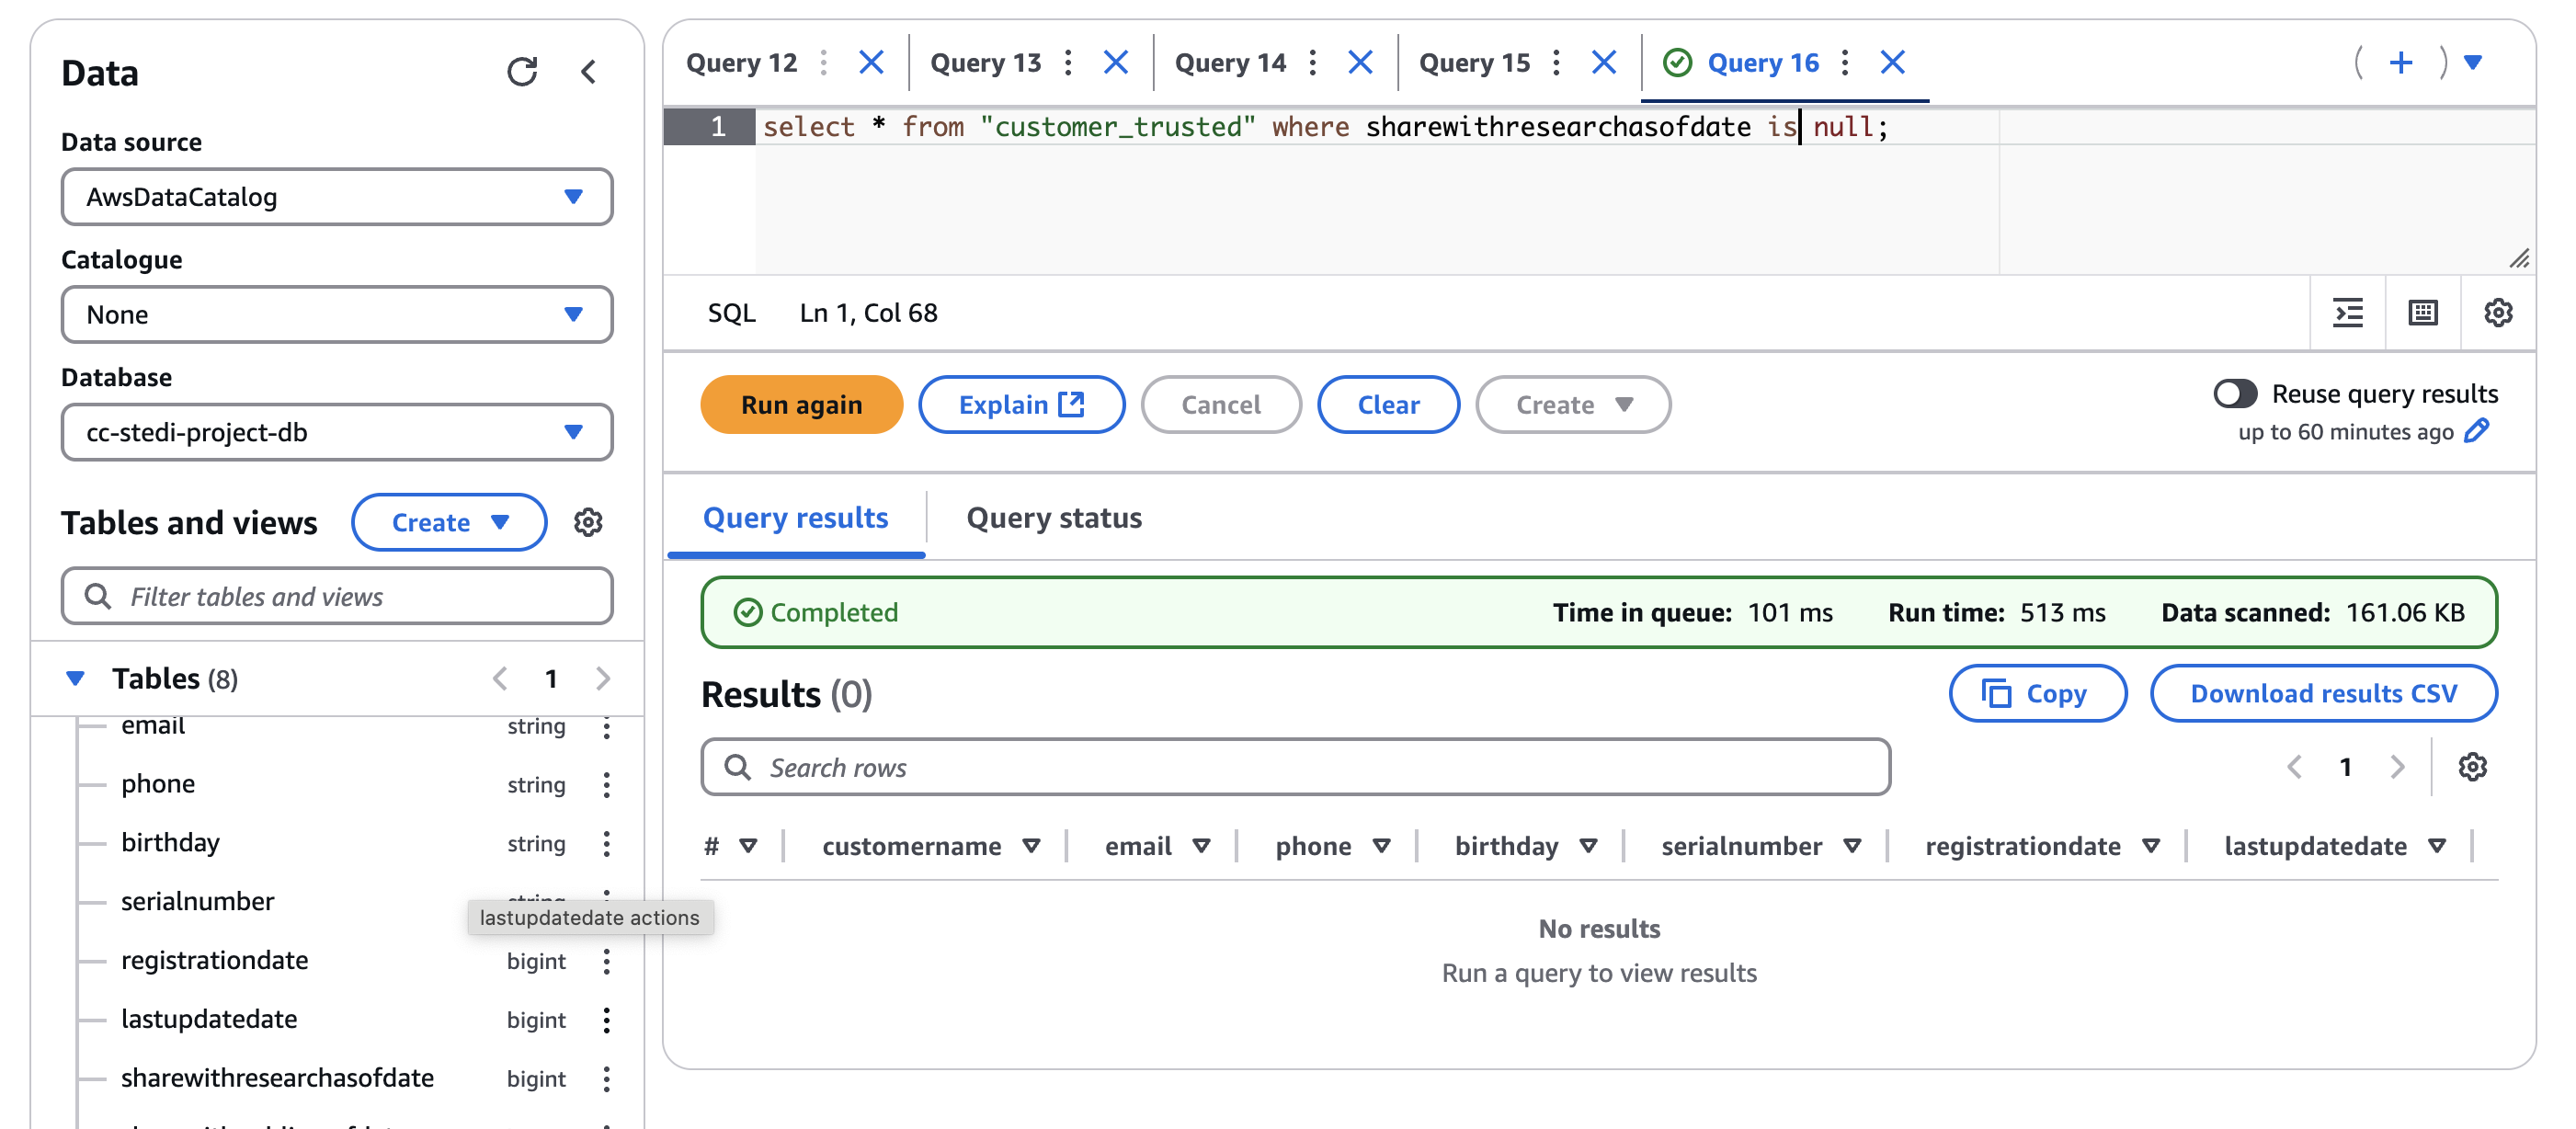 Data
Data source
AwsDataCatalog
Catalogue
None
Database
cc-stedi-project-db
Tables and views
Create
Filter tables and views
Tables (8)
1
email string
phone string
birthday string
serialnumber string
lastupdatedate actions
registrationdate bigint
lastupdatedate bigint
sharewithresearchasofdate bigint
Query 12
Query 13
Query 14
Query 15
Query 16
1 select * from "customer_trusted" where sharewithresearchasofdate is null;
SQL Ln 1, Col 68
Run again
Explain
Cancel
Clear
Create
Reuse query results
up to 60 minutes ago
Query results
Query status
Completed
Time in queue: 101 ms Run time: 513 ms Data scanned: 161.06 KB
Results (0)
Copy
Download results CSV
Search rows
1
# customername email phone birthday serialnumber registrationdate lastupdatedate
No results
Run a query to view results